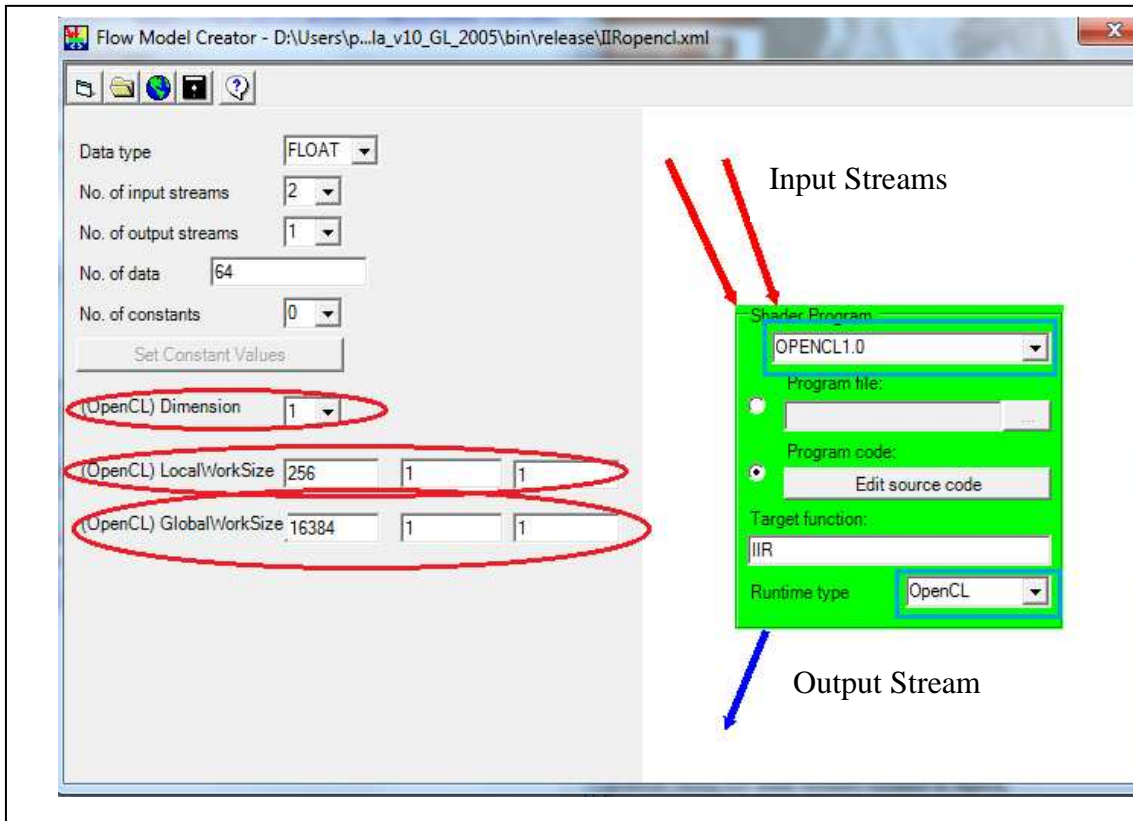 Flow Model Creator - D:\Users\p...la_v10_GL_2005\bin\release\IIRopencl.xml
Data type FLOAT
No. of input streams 2
No. of output streams 1
No. of data 64
No. of constants 0
Set Constant Values
(OpenCL) Dimension 1
(OpenCL) LocalWorkSize 256 1 1
(OpenCL) GlobalWorkSize 16384 1 1
Input Streams
Shader Program
OPENCL1.0
Program file:
...
Program code:
Edit source code
Target function:
IIR
Runtime type OpenCL
Output Stream